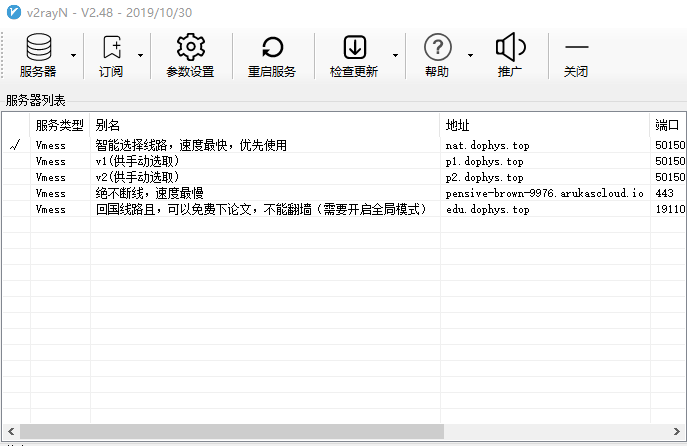 v2rayN - V2.48 - 2019/10/30
服务器 订阅 参数设置 重启服务 检查更新 帮助 推广 关闭
服务器列表
服务类型 别名 地址 端口
Vmess 智能选择线路，速度最快，优先使用 nat.dophys.top 50150
Vmess v1(供手动选取) p1.dophys.top 50150
Vmess v2(供手动选取) p2.dophys.top 50150
Vmess 绝不断线，速度最慢 pensive-brown-9976.arukascloud.io 443
Vmess 回国线路且，可以免费下论文，不能翻墙（需要开启全局模式） edu.dophys.top 19110